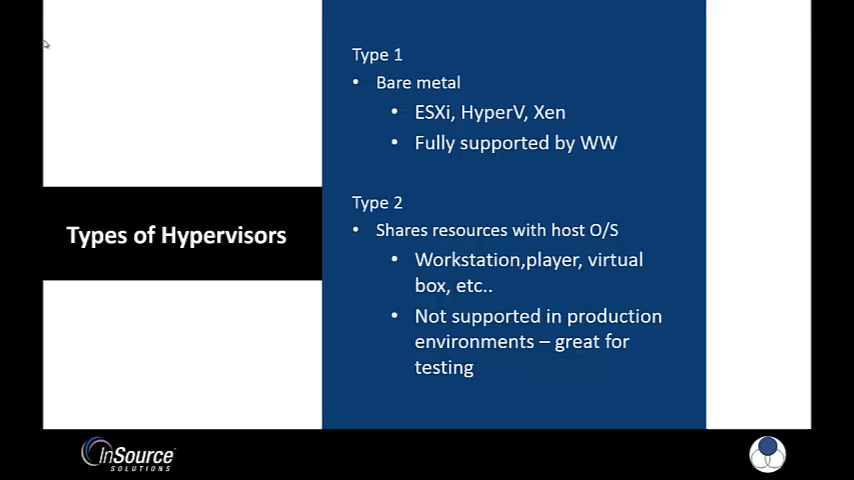 Type 1
• Bare metal
• ESXi, HyperV, Xen
• Fully supported by WW
Type 2
• Shares resources with host O/S
• Workstation,player, virtual
box, etc..
• Not supported in production
environments – great for
testing
Types of Hypervisors
InSource
SOLUTIONS